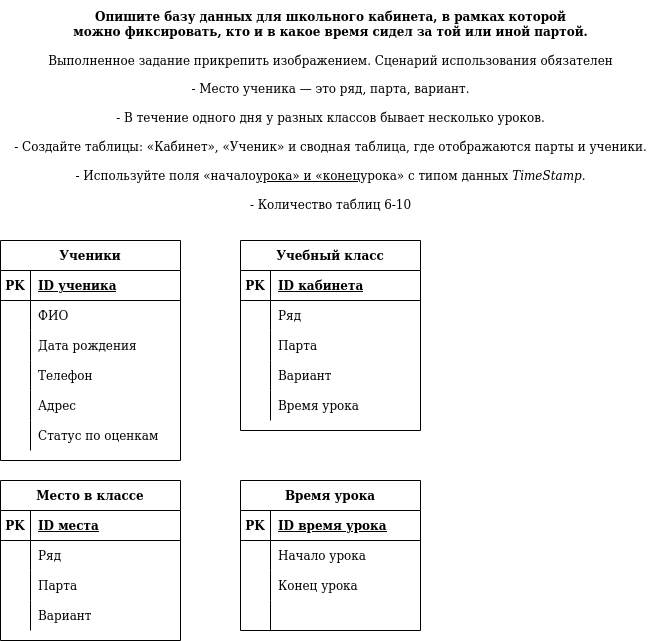 Опишите базу данных для школьного кабинета, в рамках которой
можно фиксировать, кто и в какое время сидел за той или иной партой.
Выполненное задание прикрепить изображением. Сценарий использования обязателен
- Место ученика — это ряд, парта, вариант.
- В течение одного дня у разных классов бывает несколько уроков.
- Создайте таблицы: «Кабинет», «Ученик» и сводная таблица, где отображаются парты и ученики.
- Используйте поля «началоурока» и «конецурока» с типом данных TimeStamp.
- Количество таблиц 6-10
Ученики
PK ID ученика
ФИО
Дата рождения
Телефон
Адрес
Статус по оценкам
Учебный класс
PK ID кабинета
Ряд
Парта
Вариант
Время урока
Место в классе
PK ID места
Ряд
Парта
Вариант
Время урока
PK ID время урока
Начало урока
Конец урока